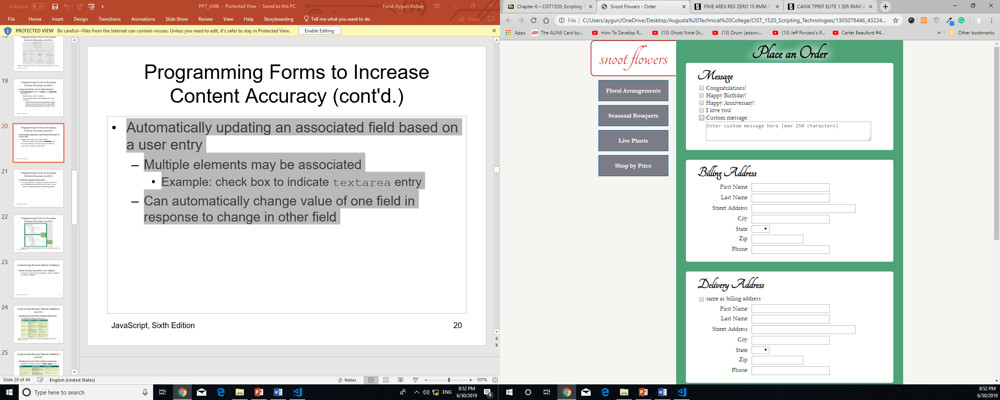 AutoSave Off
PPT_ch06 - Protected View - Saved to this PC
Faruk Aygun Dalbay
File Home Insert Design Transitions Animations Slide Show Review View Help Storyboarding Tell me what you want to do
Share
PROTECTED VIEW Be careful—files from the Internet can contain viruses. Unless you need to edit, it's safer to stay in Protected View.
Enable Editing
Programming Forms to Increase
Content Accuracy (cont'd.)
19
Programming Forms to Increase
Content Accuracy (cont'd.)
20
Programming Forms to Increase
Content Accuracy (cont'd.)
21
Programming Forms to Increase
Content Accuracy (cont'd.)
22
Programming Forms to Increase
Content Accuracy (cont'd.)
23
Customizing Browser-Based Validation
24
Customizing Browser-Based Validation
(cont'd.)
25
Customizing Browser-Based Validation
(cont'd.)
Programming Forms to Increase
Content Accuracy (cont'd.)
• Automatically updating an associated field based on
a user entry
– Multiple elements may be associated
• Example: check box to indicate textarea entry
– Can automatically change value of one field in
response to change in other field
JavaScript, Sixth Edition
20
Slide 20 of 44
English (United States)
Notes
107%
Type here to search
ENG
8:52 PM
6/30/2019
4
Bb Chapter 6 – CIST1520: Scripting T
Snoot Flowers - Order
FIME AREX REX ZERO 1S 9MM 17
CANIK TP9SF ELITE 1 SER 9MM 4
File C:/Users/aygun/OneDrive/Desktop/Augusta%20Technical%20College/CIST_1520_Scripting_Technologies/1305078446_43224...
Apps
The ALINE Card by...
How To Develop R...
(13) Ghost Note Gr...
(13) Drum Lesson:...
(13) Jeff Porcaro's R...
Carter Beauford #4...
»
Other bookmarks
snoot flowers
Floral Arrangements
Seasonal Bouquets
Live Plants
Shop by Price
Place an Order
Message
Congratulations!
Happy Birthday!
Happy Anniversary!
I love you!
Custom message:
Enter custom message here (max 250 characters)
Billing Address
First Name
Last Name
Street Address
City
State
Zip
Phone
Delivery Address
same as billing address
First Name
Last Name
Street Address
City
State
Zip
Phone
8:52 PM
6/30/2019